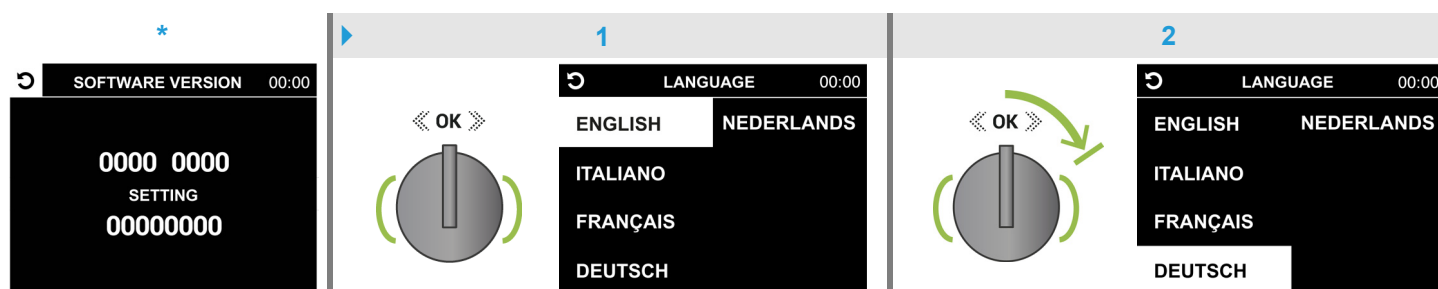 *
SOFTWARE VERSION 00:00
0000 0000
SETTING
00000000
1
OK
LANGUAGE 00:00
ENGLISH NEDERLANDS
ITALIANO
FRANÇAIS
DEUTSCH
2
OK
LANGUAGE 00:00
ENGLISH NEDERLANDS
ITALIANO
FRANÇAIS
DEUTSCH